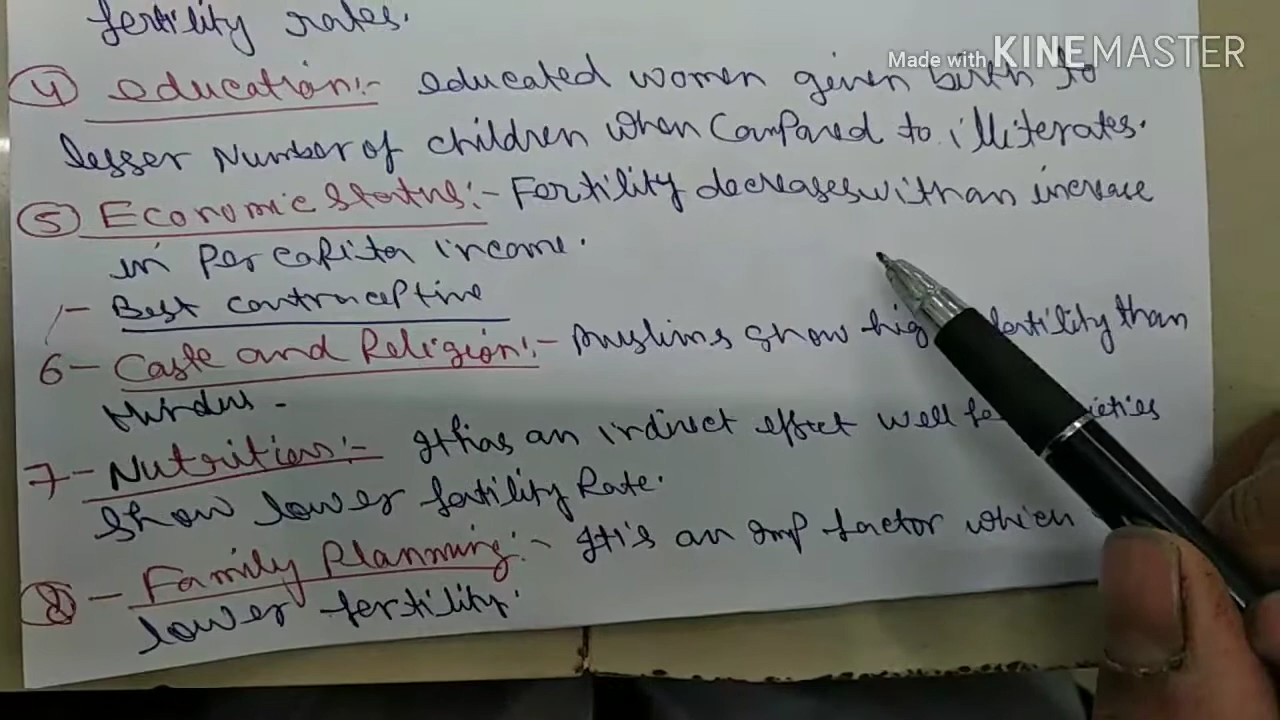 fertility rates.
Made with KINEMASTER
4 education:- educated women given birth to
lesser Number of children when Compared to illiterates.
5 Economic Status:- Fertility decreases with an increase
in Per capita income.
- Best contraceptive
6- Caste and Religion:- Muslims show high fertility than
Hindus -
7- Nutrition:- It has an indirect effect well
show lower fertility Rate.
8- Family Planning:- It is an Imp factor which
lower fertility.